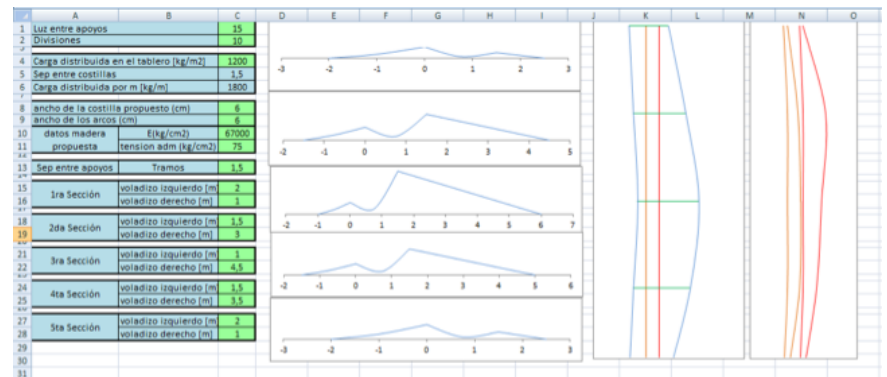 A B C D E F G H I J K L M N O
1 Luz entre apoyos 15
2 Divisiones 10
4 Carga distribuida en el tablero [kg/m2] 1200
5 Sep entre costillas 1,5
6 Carga distribuida por m [kg/m] 1800
8 ancho de la costilla propuesto (cm) 6
9 ancho de los arcos (cm) 6
10 datos madera E(kg/cm2) 67000
11 propuesta tension adm (kg/cm2) 75
13 Sep entre apoyos Tramos 1,5
15 1ra Sección voladizo izquierdo [m 2
16 voladizo derecho [m] 1
18 2da Sección voladizo izquierdo [m 1,5
19 voladizo derecho [m] 3
21 3ra Sección voladizo izquierdo [m 1
22 voladizo derecho [m] 4,5
24 4ta Sección voladizo izquierdo [m 1,5
25 voladizo derecho [m] 3,5
27 5ta Sección voladizo izquierdo [m 2
28 voladizo derecho [m] 1
29
30
31
-3 -2 -1 0 1 2 3
-2 -1 0 1 2 3 4 5
-2 -1 0 1 2 3 4 5 6 7
-2 -1 0 1 2 3 4 5 6
-3 -2 -1 0 1 2 3